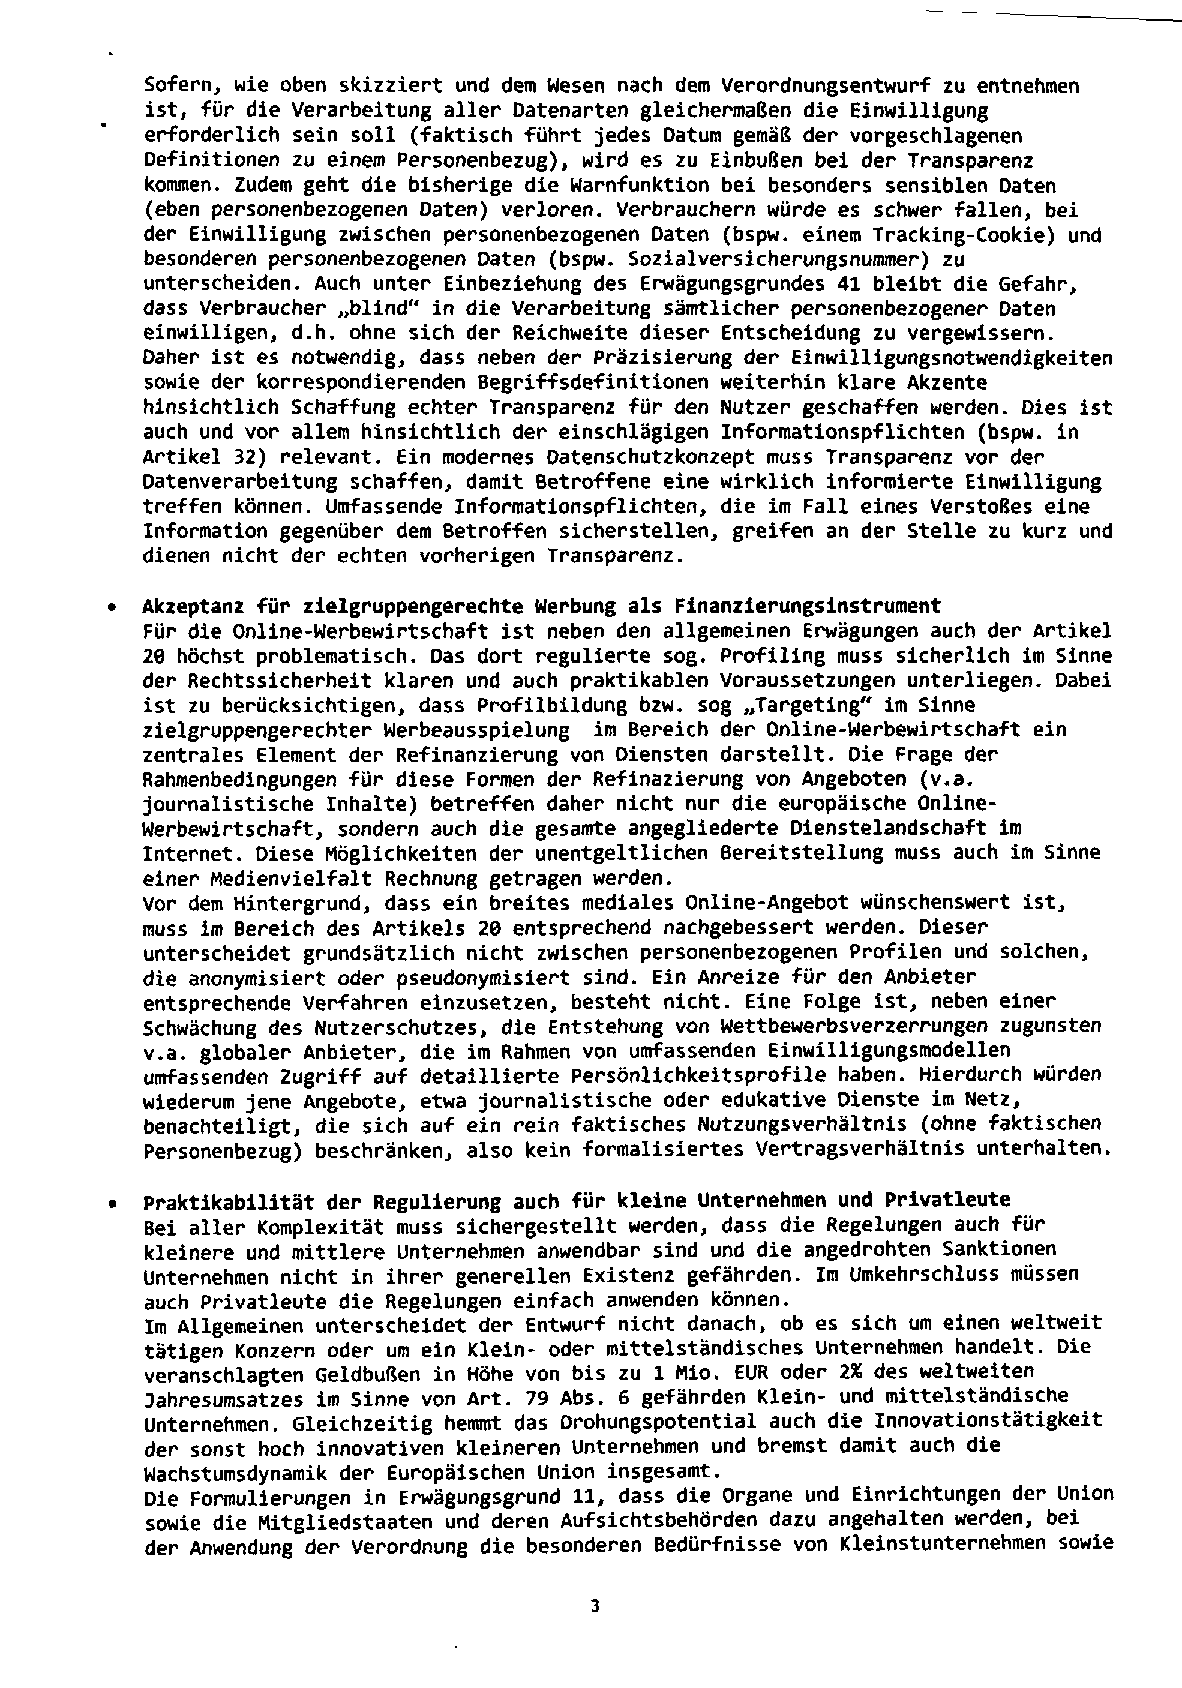 Sofern, wie oben skizziert und dem Wesen nach dem Verordnungsentwurf zu entnehmen
ist, für die Verarbeitung aller Datenarten gleichermaßen die Einwilligung
erforderlich sein soll (faktisch führt jedes Datum gemäß der vorgeschlagenen
Definitionen zu einem Personenbezug), wird es zu Einbußen bei der Transparenz
kommen. Zudem geht die bisherige die Warnfunktion bei besonders sensiblen Daten
(eben personenbezogenen Daten) verloren. Verbrauchern würde es schwer fallen, bei
der Einwilligung zwischen personenbezogenen Daten (bspw. einem Tracking-Cookie) und
besonderen personenbezogenen Daten (bspw. Sozialversicherungsnummer) zu
unterscheiden. Auch unter Einbeziehung des Erwägungsgrundes 41 bleibt die Gefahr,
dass Verbraucher „blind“ in die Verarbeitung sämtlicher personenbezogener Daten
einwilligen, d.h. ohne sich der Reichweite dieser Entscheidung zu vergewissern.
Daher ist es notwendig, dass neben der Präzisierung der Einwilligungsnotwendigkeiten
sowie der korrespondierenden Begriffsdefinitionen weiterhin klare Akzente
hinsichtlich Schaffung echter Transparenz für den Nutzer geschaffen werden. Dies ist
auch und vor allem hinsichtlich der einschlägigen Informationspflichten (bspw. in
Artikel 32) relevant. Ein modernes Datenschutzkonzept muss Transparenz vor der
Datenverarbeitung schaffen, damit Betroffene eine wirklich informierte Einwilligung
treffen können. Umfassende Informationspflichten, die im Fall eines Verstoßes eine
Information gegenüber dem Betroffen sicherstellen, greifen an der Stelle zu kurz und
dienen nicht der echten vorherigen Transparenz.
• Akzeptanz für zielgruppengerechte Werbung als Finanzierungsinstrument
Für die Online-Werbewirtschaft ist neben den allgemeinen Erwägungen auch der Artikel
20 höchst problematisch. Das dort regulierte sog. Profiling muss sicherlich im Sinne
der Rechtssicherheit klaren und auch praktikablen Voraussetzungen unterliegen. Dabei
ist zu berücksichtigen, dass Profilbildung bzw. sog „Targeting“ im Sinne
zielgruppengerechter Werbeausspielung  im Bereich der Online-Werbewirtschaft ein
zentrales Element der Refinanzierung von Diensten darstellt. Die Frage der
Rahmenbedingungen für diese Formen der Refinazierung von Angeboten (v.a.
journalistische Inhalte) betreffen daher nicht nur die europäische Online-
Werbewirtschaft, sondern auch die gesamte angegliederte Dienstelandschaft im
Internet. Diese Möglichkeiten der unentgeltlichen Bereitstellung muss auch im Sinne
einer Medienvielfalt Rechnung getragen werden.
Vor dem Hintergrund, dass ein breites mediales Online-Angebot wünschenswert ist,
muss im Bereich des Artikels 20 entsprechend nachgebessert werden. Dieser
unterscheidet grundsätzlich nicht zwischen personenbezogenen Profilen und solchen,
die anonymisiert oder pseudonymisiert sind. Ein Anreize für den Anbieter
entsprechende Verfahren einzusetzen, besteht nicht. Eine Folge ist, neben einer
Schwächung des Nutzerschutzes, die Entstehung von Wettbewerbsverzerrungen zugunsten
v.a. globaler Anbieter, die im Rahmen von umfassenden Einwilligungsmodellen
umfassenden Zugriff auf detaillierte Persönlichkeitsprofile haben. Hierdurch würden
wiederum jene Angebote, etwa journalistische oder edukative Dienste im Netz,
benachteiligt, die sich auf ein rein faktisches Nutzungsverhältnis (ohne faktischen
Personenbezug) beschränken, also kein formalisiertes Vertragsverhältnis unterhalten.
• Praktikabilität der Regulierung auch für kleine Unternehmen und Privatleute
Bei aller Komplexität muss sichergestellt werden, dass die Regelungen auch für
kleinere und mittlere Unternehmen anwendbar sind und die angedrohten Sanktionen
Unternehmen nicht in ihrer generellen Existenz gefährden. Im Umkehrschluss müssen
auch Privatleute die Regelungen einfach anwenden können.
Im Allgemeinen unterscheidet der Entwurf nicht danach, ob es sich um einen weltweit
tätigen Konzern oder um ein Klein- oder mittelständisches Unternehmen handelt. Die
veranschlagten Geldbußen in Höhe von bis zu 1 Mio. EUR oder 2% des weltweiten
Jahresumsatzes im Sinne von Art. 79 Abs. 6 gefährden Klein- und mittelständische
Unternehmen. Gleichzeitig hemmt das Drohungspotential auch die Innovationstätigkeit
der sonst hoch innovativen kleineren Unternehmen und bremst damit auch die
Wachstumsdynamik der Europäischen Union insgesamt.
Die Formulierungen in Erwägungsgrund 11, dass die Organe und Einrichtungen der Union
sowie die Mitgliedstaaten und deren Aufsichtsbehörden dazu angehalten werden, bei
der Anwendung der Verordnung die besonderen Bedürfnisse von Kleinstunternehmen sowie
3